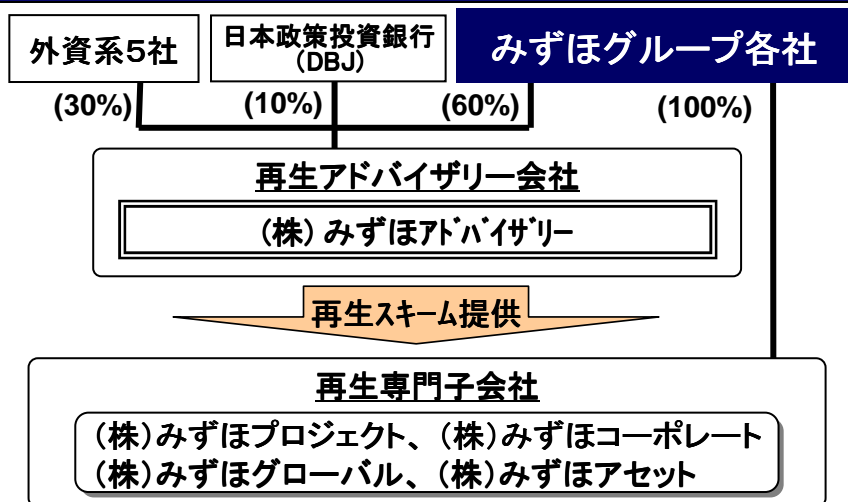 外資系5社
日本政策投資銀行
(DBJ)
みずほグループ各社
(30%)
(10%)
(60%)
(100%)
再生アドバイザリー会社
(株)みずほｱﾄﾞﾊﾞｲｻﾞﾘｰ
再生ｽｷｰﾑ提供
再生専門子会社
(株)みずほプロジェクト、(株)みずほコーポレート
(株)みずほグローバル、(株)みずほアセット